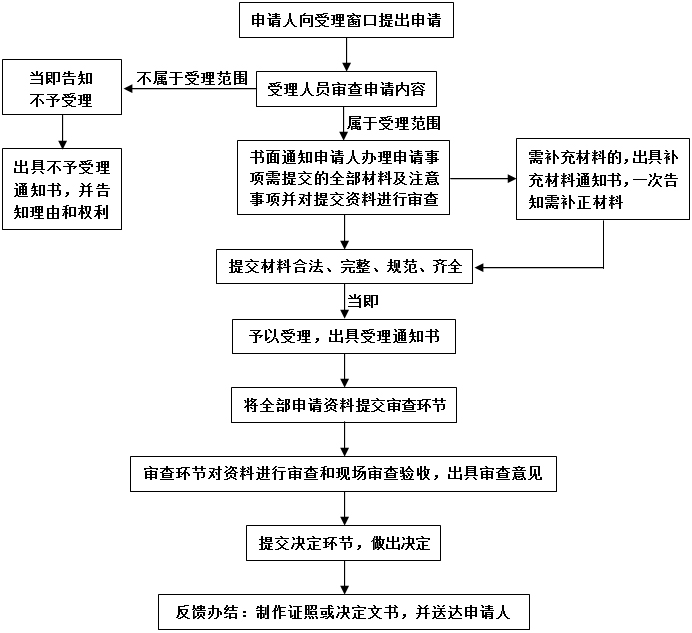 申请人向受理窗口提出申请
当即告知
不予受理
不属于受理范围
受理人员审查申请内容
属于受理范围
出具不予受理
通知书，并告
知理由和权利
书面通知申请人办理申请事
项需提交的全部材料及注意
事项并对提交资料进行审查
需补充材料的，出具补
充材料通知书，一次告
知需补正材料
提交材料合法、完整、规范、齐全
当即
予以受理，出具受理通知书
将全部申请资料提交审查环节
审查环节对资料进行审查和现场审查验收，出具审查意见
提交决定环节，做出决定
反馈办结：制作证照或决定文书，并送达申请人